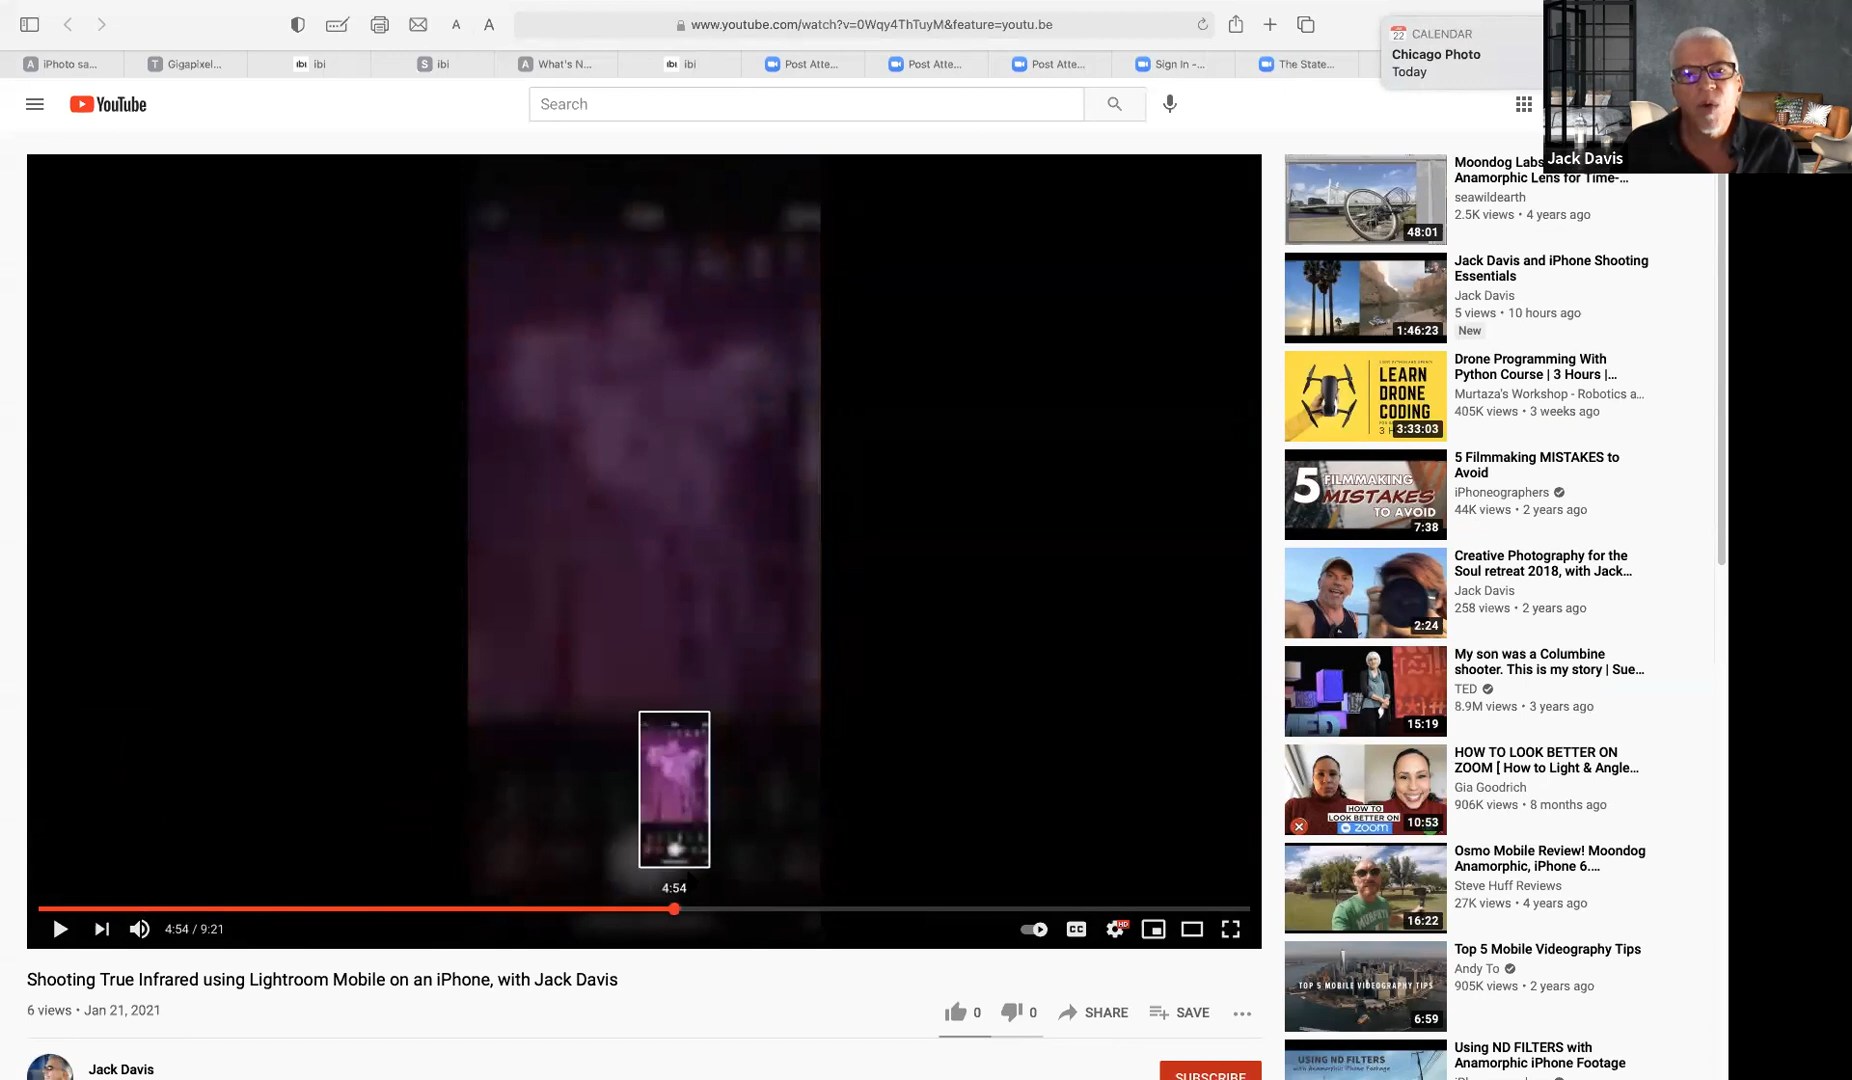 A A
www.youtube.com/watch?v=0Wqy4ThTuyM&feature=youtu.be
22 CALENDAR
Chicago Photo
Today
A iPhoto sa...
T Gigapixel...
ibi ibi
S ibi
A What's N...
ibi ibi
Post Atte...
Post Atte...
Post Atte...
Sign In -...
The State...
YouTube
Search
Jack Davis
Moondog Labs
Anamorphic Lens for Time-...
seawildearth
2.5K views • 4 years ago
48:01
Jack Davis and iPhone Shooting
Essentials
Jack Davis
5 views • 10 hours ago
New
1:46:23
Drone Programming With
Python Course | 3 Hours |...
Murtaza's Workshop - Robotics a...
405K views • 3 weeks ago
LEARN
DRONE
CODING
3 H
3:33:03
5 Filmmaking MISTAKES to
Avoid
iPhoneographers
44K views • 2 years ago
5 FILMMAKING
MISTAKES
TO AVOID
7:38
Creative Photography for the
Soul retreat 2018, with Jack...
Jack Davis
258 views • 2 years ago
2:24
My son was a Columbine
shooter. This is my story | Sue...
TED
8.9M views • 3 years ago
15:19
HOW TO LOOK BETTER ON
ZOOM [ How to Light & Angle...
Gia Goodrich
906K views • 8 months ago
HOW TO
LOOK BETTER ON
zoom
10:53
Osmo Mobile Review! Moondog
Anamorphic, iPhone 6....
Steve Huff Reviews
27K views • 4 years ago
16:22
Top 5 Mobile Videography Tips
Andy To
905K views • 2 years ago
TOP 5 MOBILE VIDEOGRAPHY TIPS
6:59
Using ND FILTERS with
Anamorphic iPhone Footage
USING ND FILTERS
with Anamorphic iPhone Footage
4:54
4:54 / 9:21
CC
HD
Shooting True Infrared using Lightroom Mobile on an iPhone, with Jack Davis
6 views • Jan 21, 2021
0 0 SHARE SAVE ...
Jack Davis
SUBSCRIBE